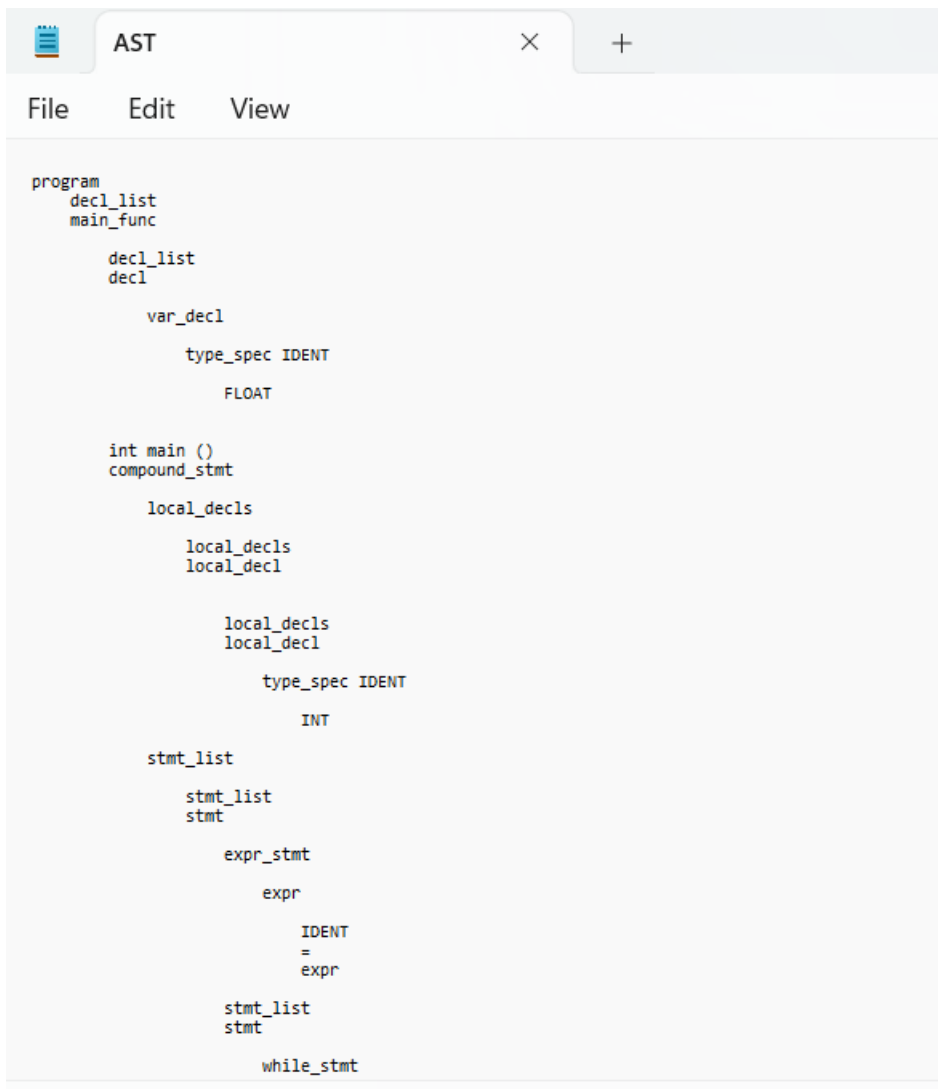 AST
File Edit View
program
decl_list
main_func
decl_list
decl
var_decl
type_spec IDENT
FLOAT
int main ()
compound_stmt
local_decls
local_decls
local_decl
local_decls
local_decl
type_spec IDENT
INT
stmt_list
stmt_list
stmt
expr_stmt
expr
IDENT
=
expr
stmt_list
stmt
while_stmt